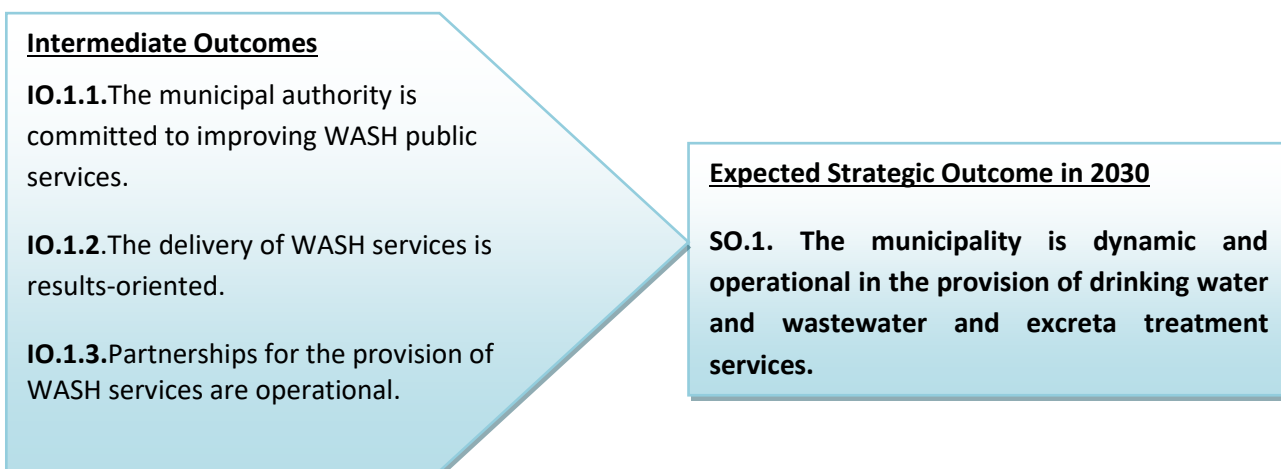 Intermediate Outcomes
IO.1.1.The municipal authority is
committed to improving WASH public
services.
IO.1.2.The delivery of WASH services is
results-oriented.
IO.1.3.Partnerships for the provision of
WASH services are operational.
Expected Strategic Outcome in 2030
SO.1. The municipality is dynamic and
operational in the provision of drinking water
and wastewater and excreta treatment
services.